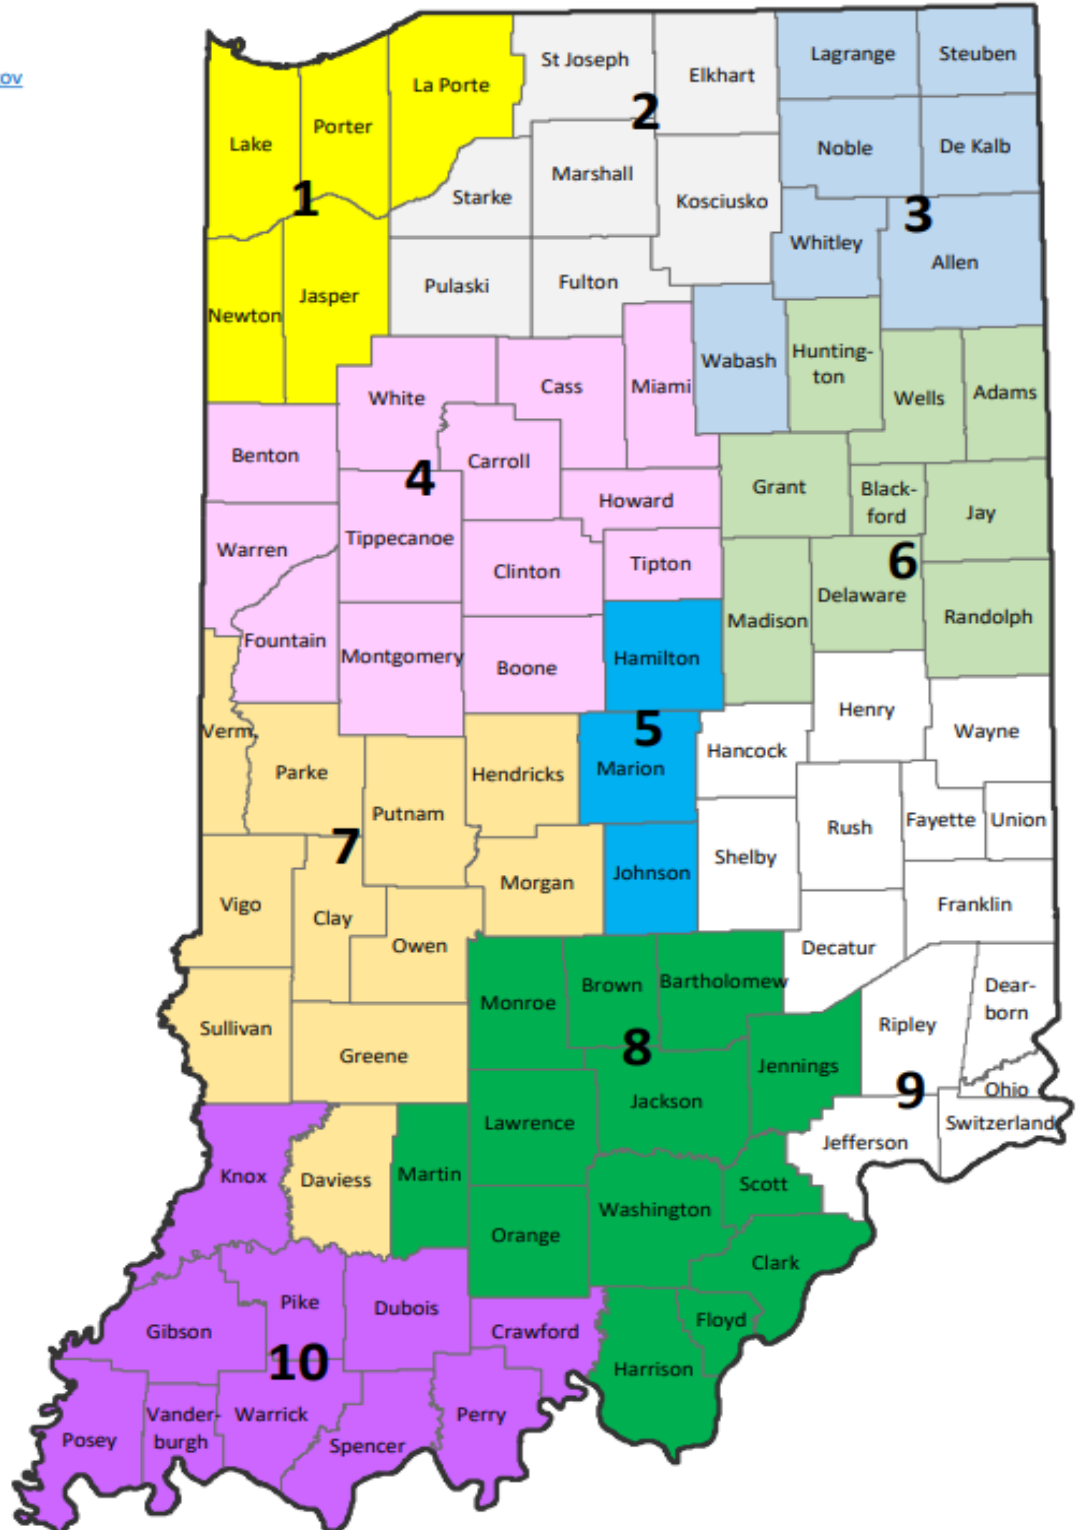 ov
Lagrange
Steuben
St Joseph
Elkhart
La Porte
2
Porter
Lake
Noble
De Kalb
Marshall
Starke
Kosciusko
1
3
Whitley
Allen
Pulaski
Fulton
Jasper
Newton
Wabash
Hunting-
ton
Cass
Miami
White
Wells
Adams
Benton
Carroll
4
Grant
Black-
ford
Howard
Jay
Warren
Tippecanoe
Clinton
Tipton
6
Delaware
Madison
Randolph
Fountain
Montgomery
Boone
Hamilton
Henry
5
Verm.
Wayne
Hancock
Parke
Hendricks
Marion
Putnam
Rush
Fayette
Union
7
Shelby
Morgan
Johnson
Vigo
Clay
Franklin
Owen
Decatur
Monroe
Brown
Bartholomew
Dear-
born
Sullivan
Ripley
8
Greene
Jennings
9
Ohio
Jackson
Lawrence
Switzerland
Jefferson
Knox
Daviess
Martin
Scott
Washington
Orange
Clark
Pike
Dubois
Floyd
Gibson
Crawford
10
Harrison
Vander-
burgh
Warrick
Perry
Posey
Spencer